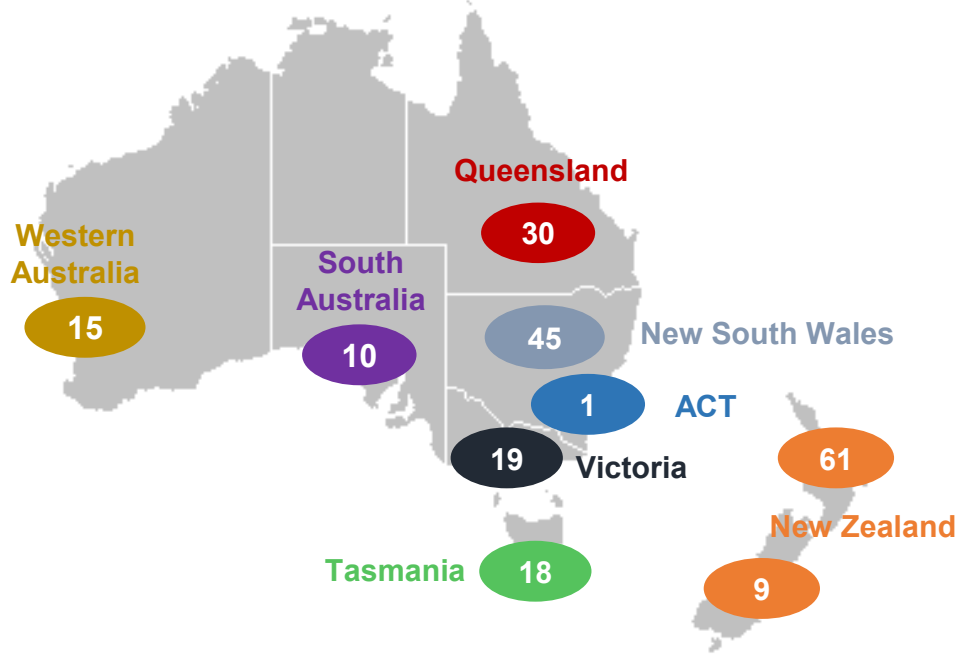 Queensland
30
Western
Australia
15
South
Australia
10
New South Wales
45
ACT
1
Victoria
19
Tasmania
18
61
New Zealand
9